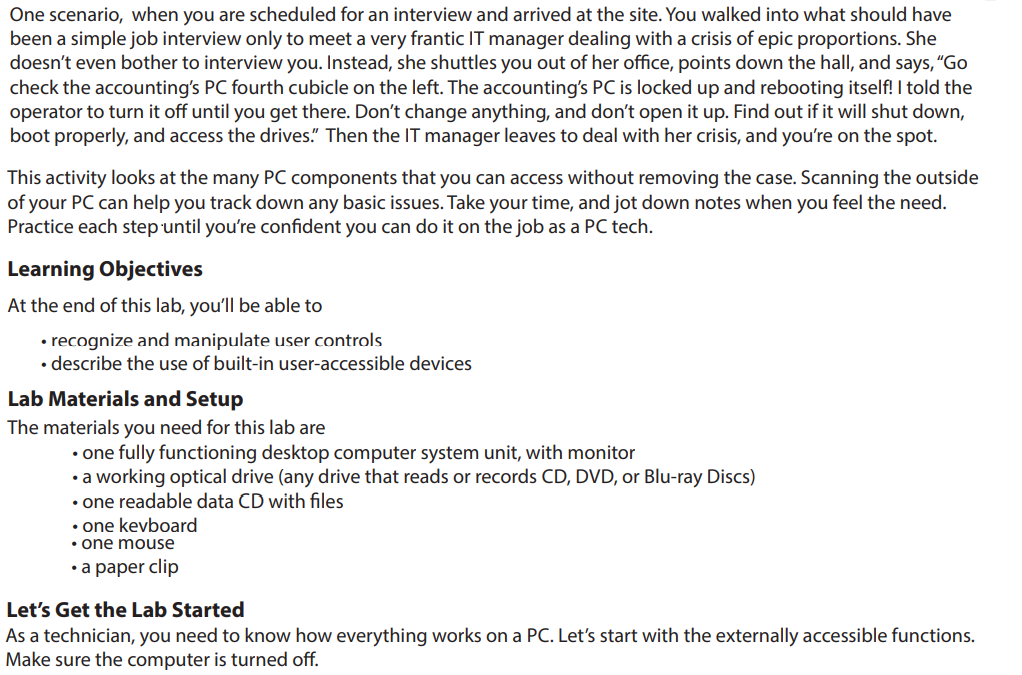 One scenario, when you are scheduled for an interview and arrived at the site. You walked into what should have
been a simple job interview only to meet a very frantic IT manager dealing with a crisis of epic proportions. She
doesn't even bother to interview you. Instead, she shuttles you out of her office, points down the hall, and says, "Go
check the accounting's PC fourth cubicle on the left. The accounting's PC is locked up and rebooting itself! I told the
operator to turn it off until you get there. Don't change anything, and don't open it up. Find out if it will shut down,
boot properly, and access the drives." Then the IT manager leaves to deal with her crisis, and you're on the spot.
This activity looks at the many PC components that you can access without removing the case. Scanning the outside
of your PC can help you track down any basic issues. Take your time, and jot down notes when you feel the need.
Practice each step until you're confident you can do it on the job as a PC tech.
Learning Objectives
At the end of this lab, you'll be able to
• recognize and manipulate user controls
• describe the use of built-in user-accessible devices
Lab Materials and Setup
The materials you need for this lab are
• one fully functioning desktop computer system unit, with monitor
• a working optical drive (any drive that reads or records CD, DVD, or Blu-ray Discs)
• one readable data CD with files
• one keyboard
• one mouse
• a paper clip
Let's Get the Lab Started
As a technician, you need to know how everything works on a PC. Let's start with the externally accessible functions.
Make sure the computer is turned off.